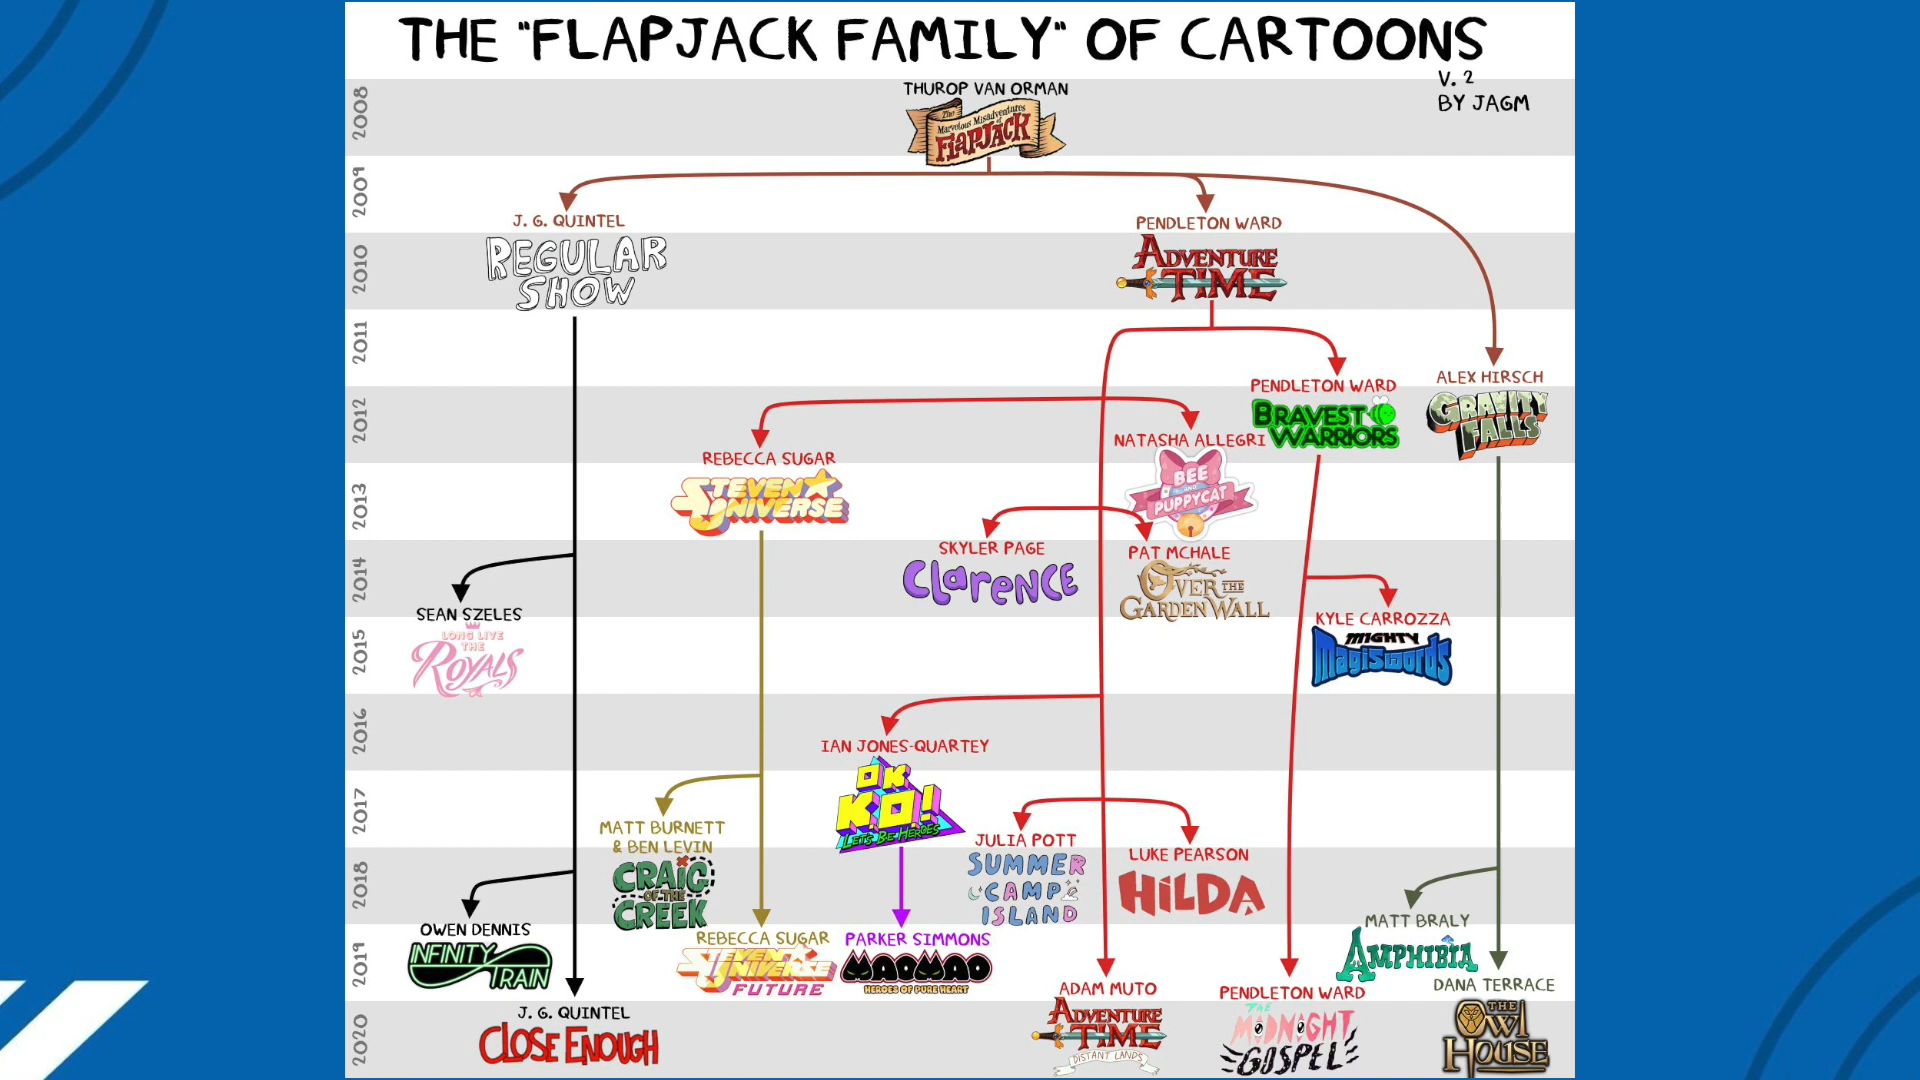 THE "FLAPJACK FAMILY" OF CARTOONS
V. 2
BY JAGM
2008
THUROP VAN ORMAN
The
Marvelous Misadventures
of
FLAPJACK
2009
J. G. QUINTEL
PENDLETON WARD
2010
REGULAR
SHOW
ADVENTURE
TIME
2011
PENDLETON WARD
ALEX HIRSCH
2012
BRAVEST
WARRIORS
GRAVITY
FALLS
NATASHA ALLEGRI
REBECCA SUGAR
2013
STEVEN
UNIVERSE
BEE
AND
PUPPYCAT
SKYLER PAGE
PAT MCHALE
2014
CLARENCE
OVER THE
GARDEN WALL
SEAN SZELES
KYLE CARROZZA
2015
LONG LIVE
THE
ROYALS
MIGHTY
MAGISWORDS
2016
IAN JONES-QUARTEY
2017
OK
K.O.!
LET'S BE HEROES
MATT BURNETT
& BEN LEVIN
JULIA POTT
LUKE PEARSON
2018
CRAIG
OF THE
CREEK
SUMMER
CAMP
ISLAND
HILDA
OWEN DENNIS
MATT BRALY
2019
INFINITY
TRAIN
REBECCA SUGAR
STEVEN
UNIVERSE
FUTURE
PARKER SIMMONS
MAO MAO
HEROES OF PURE HEART
AMPHIBIA
ADAM MUTO
PENDLETON WARD
DANA TERRACE
2020
J. G. QUINTEL
CLOSE ENOUGH
ADVENTURE
TIME
DISTANT LANDS
THE
MIDNIGHT
GOSPEL
THE
OWL
HOUSE